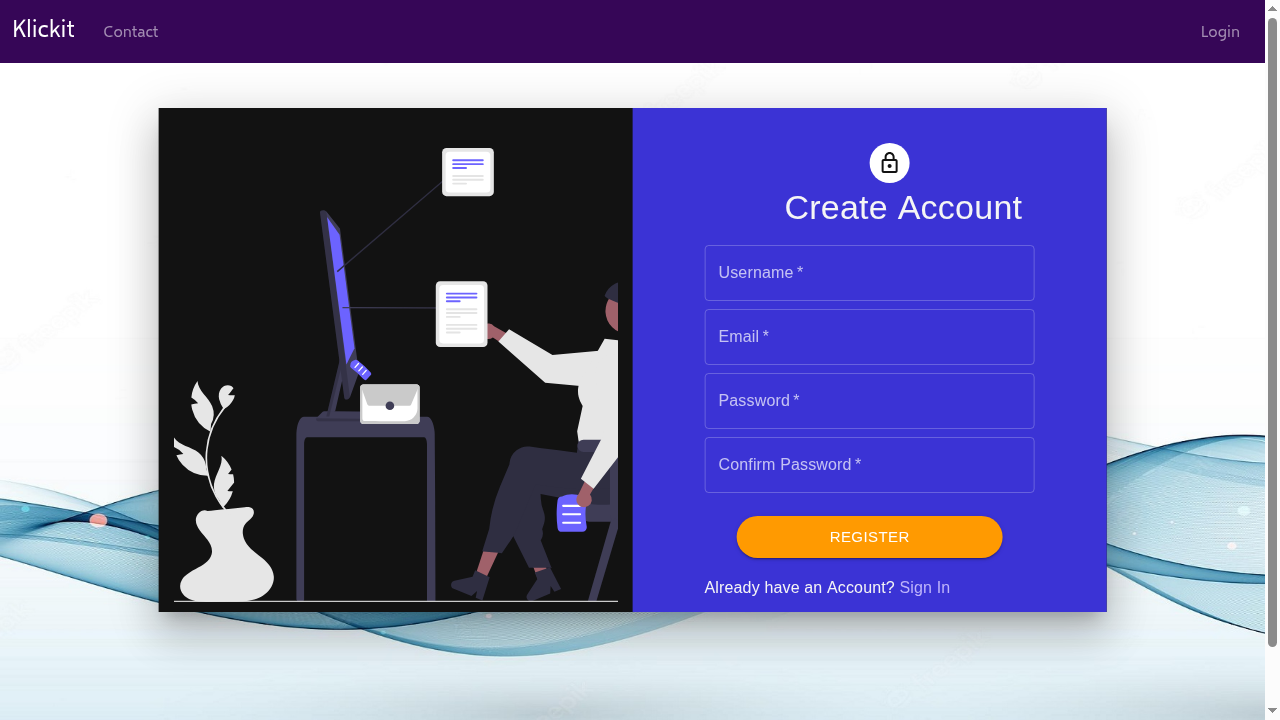 Klickit
Contact
Login
Create Account
Username *
Email *
Password *
Confirm Password *
REGISTER
Already have an Account? Sign In